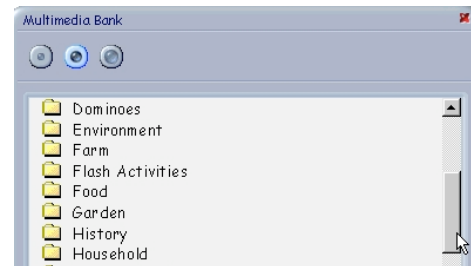 Multimedia Bank
Dominoes
Environment
Farm
Flash Activities
Food
Garden
History
Household